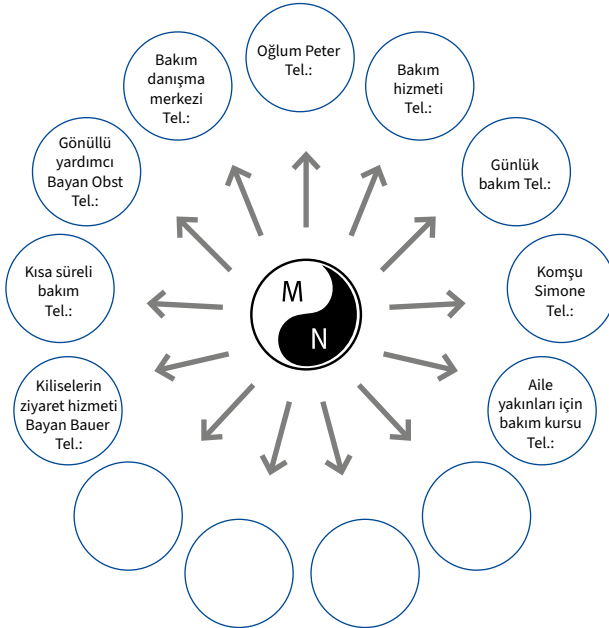 Oğlum Peter
Tel.:
Bakım
hizmeti
Tel.:
Günlük
bakım Tel.:
Komşu
Simone
Tel.:
Aile
yakınları için
bakım kursu
Tel.:
Kiliselerin
ziyaret hizmeti
Bayan Bauer
Tel.:
Kısa süreli
bakım
Tel.:
Gönüllü
yardımcı
Bayan Obst
Tel.:
Bakım
danışma
merkezi
Tel.:
M
N